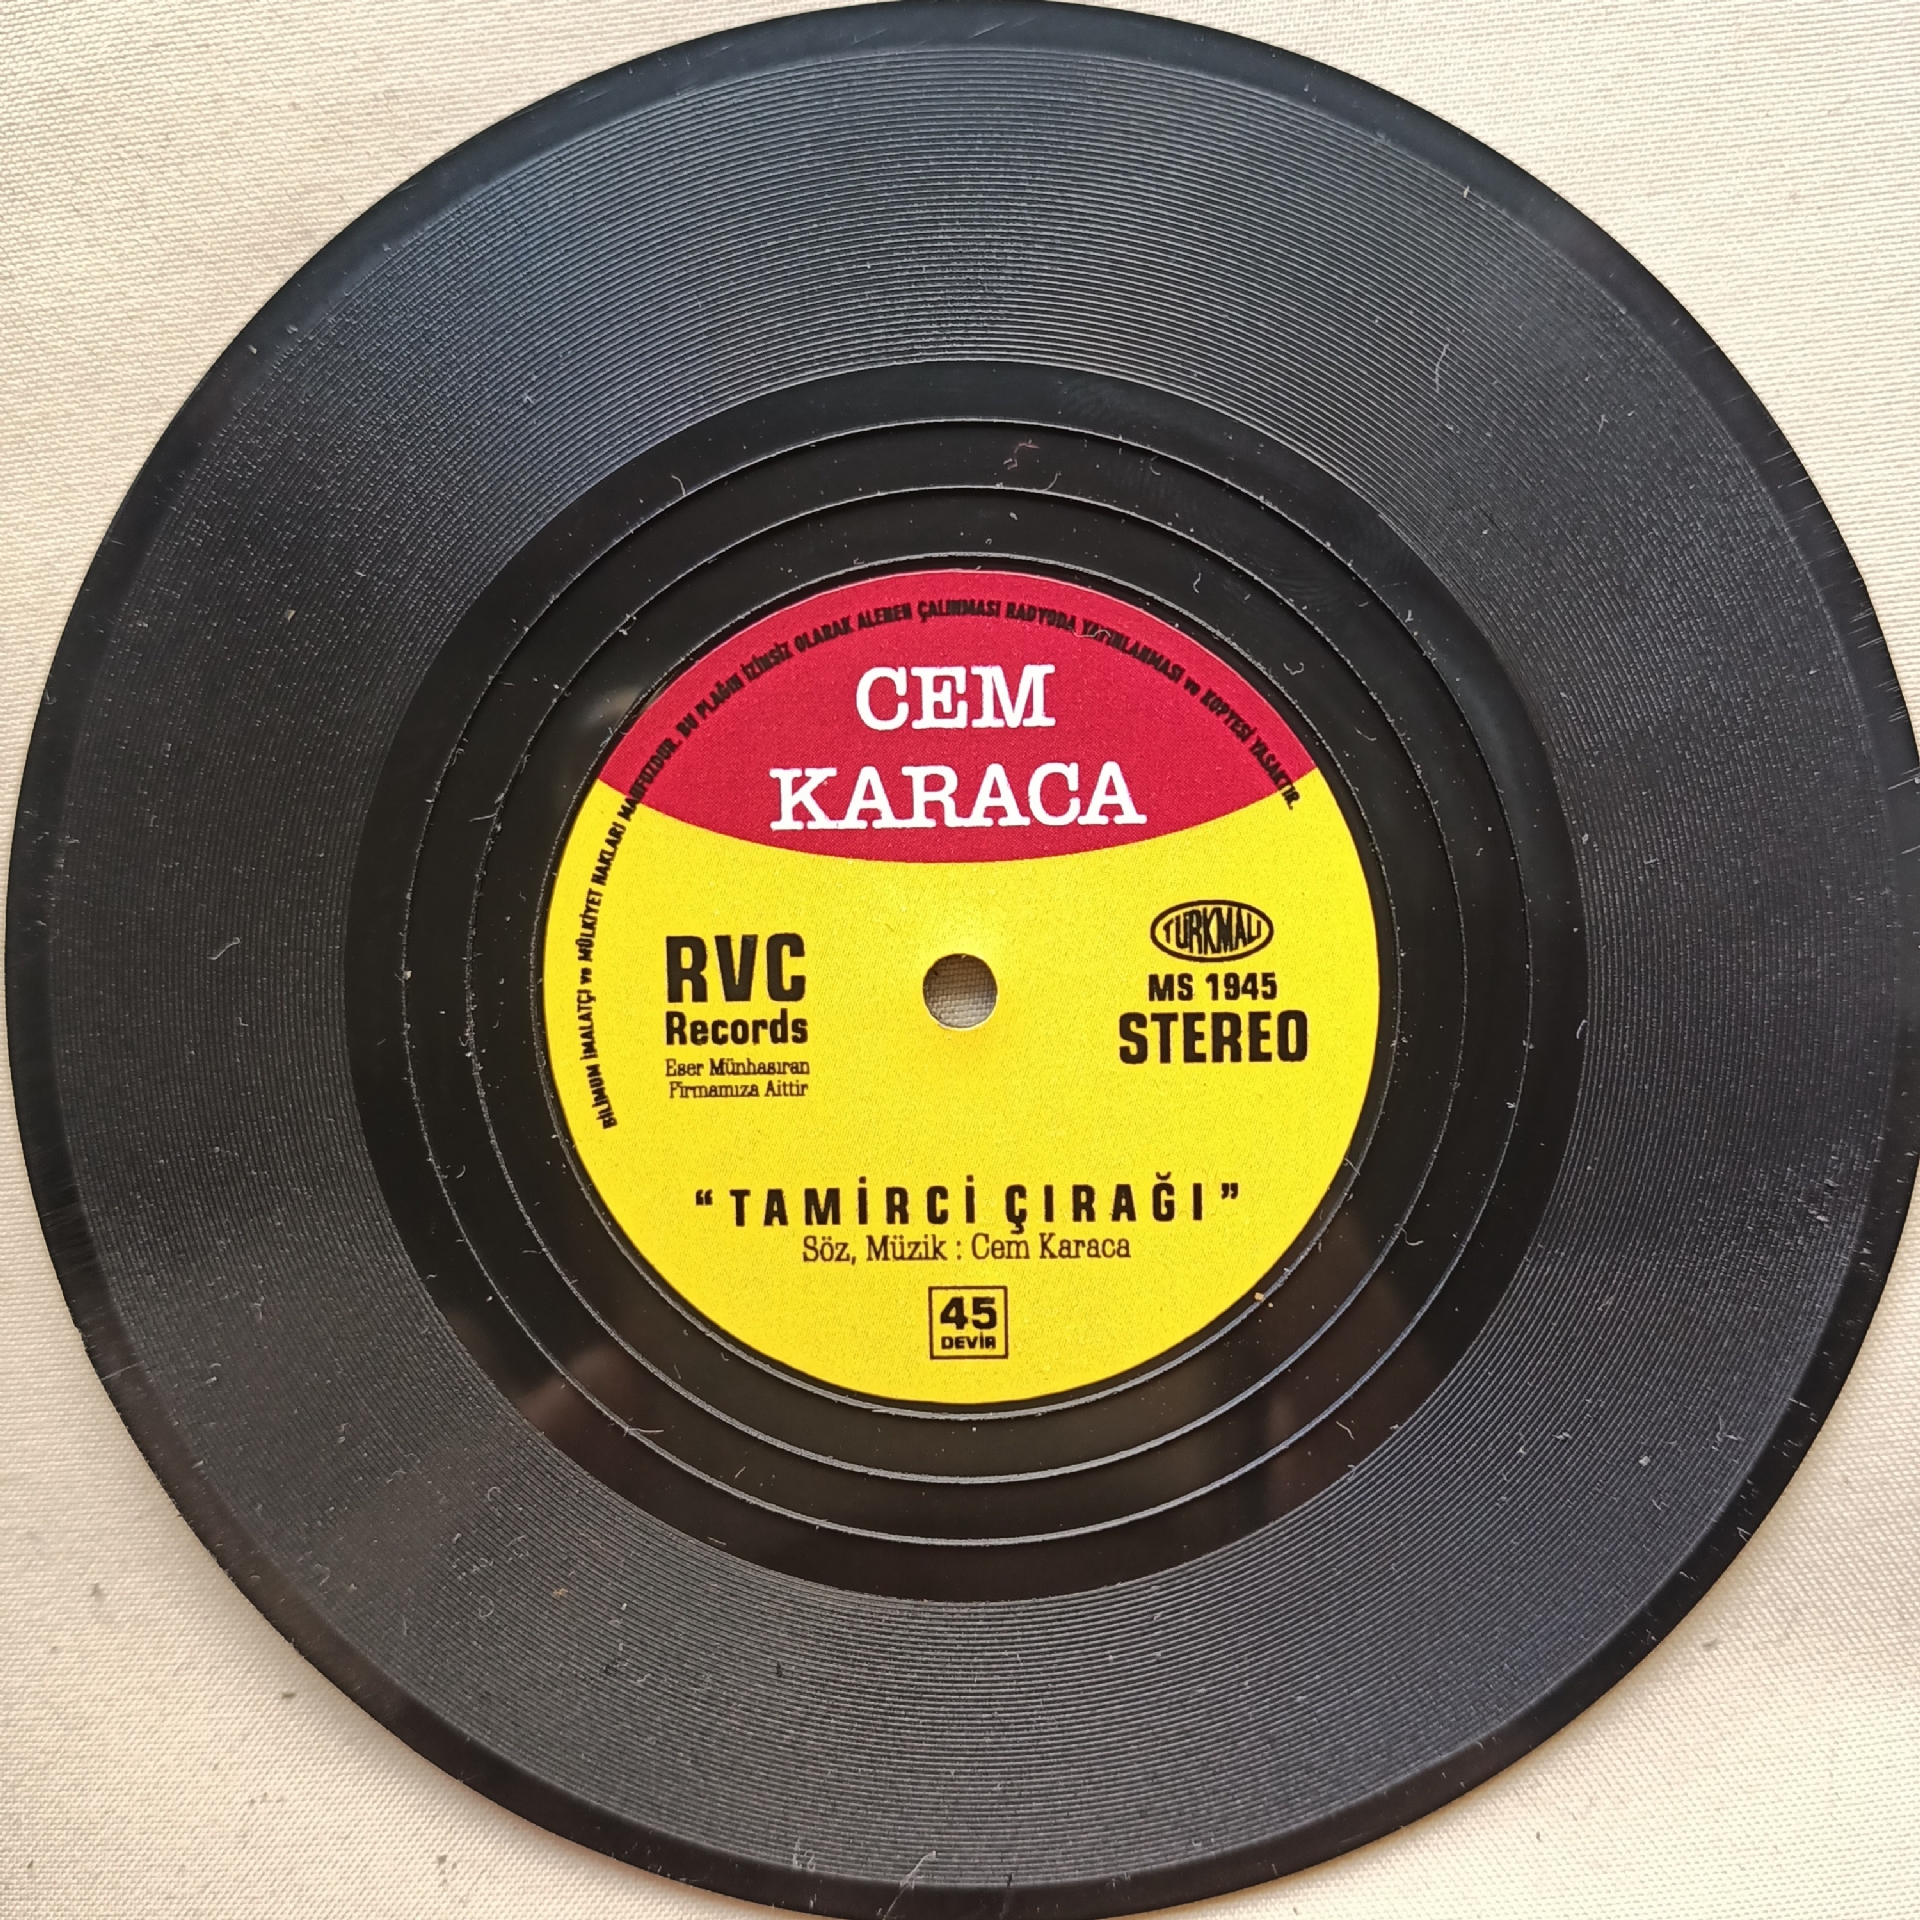 BİLİMUM İMALATÇI ve MÜLKİYET HAKLARI MAHFUZDUR. BU PLAĞIN İZİNSİZ OLARAK ALENEN ÇALINMASI RADYODA YAYINLANMASI ve KOPYESİ YASAKTIR.
CEM
KARACA
RVC
Records
Eser Münhasıran
Firmamıza Aittir
TÜRKMALI
MS 1945
STEREO
“TAMİRCİ ÇIRAĞI”
Söz, Müzik : Cem Karaca
45
DEVİR